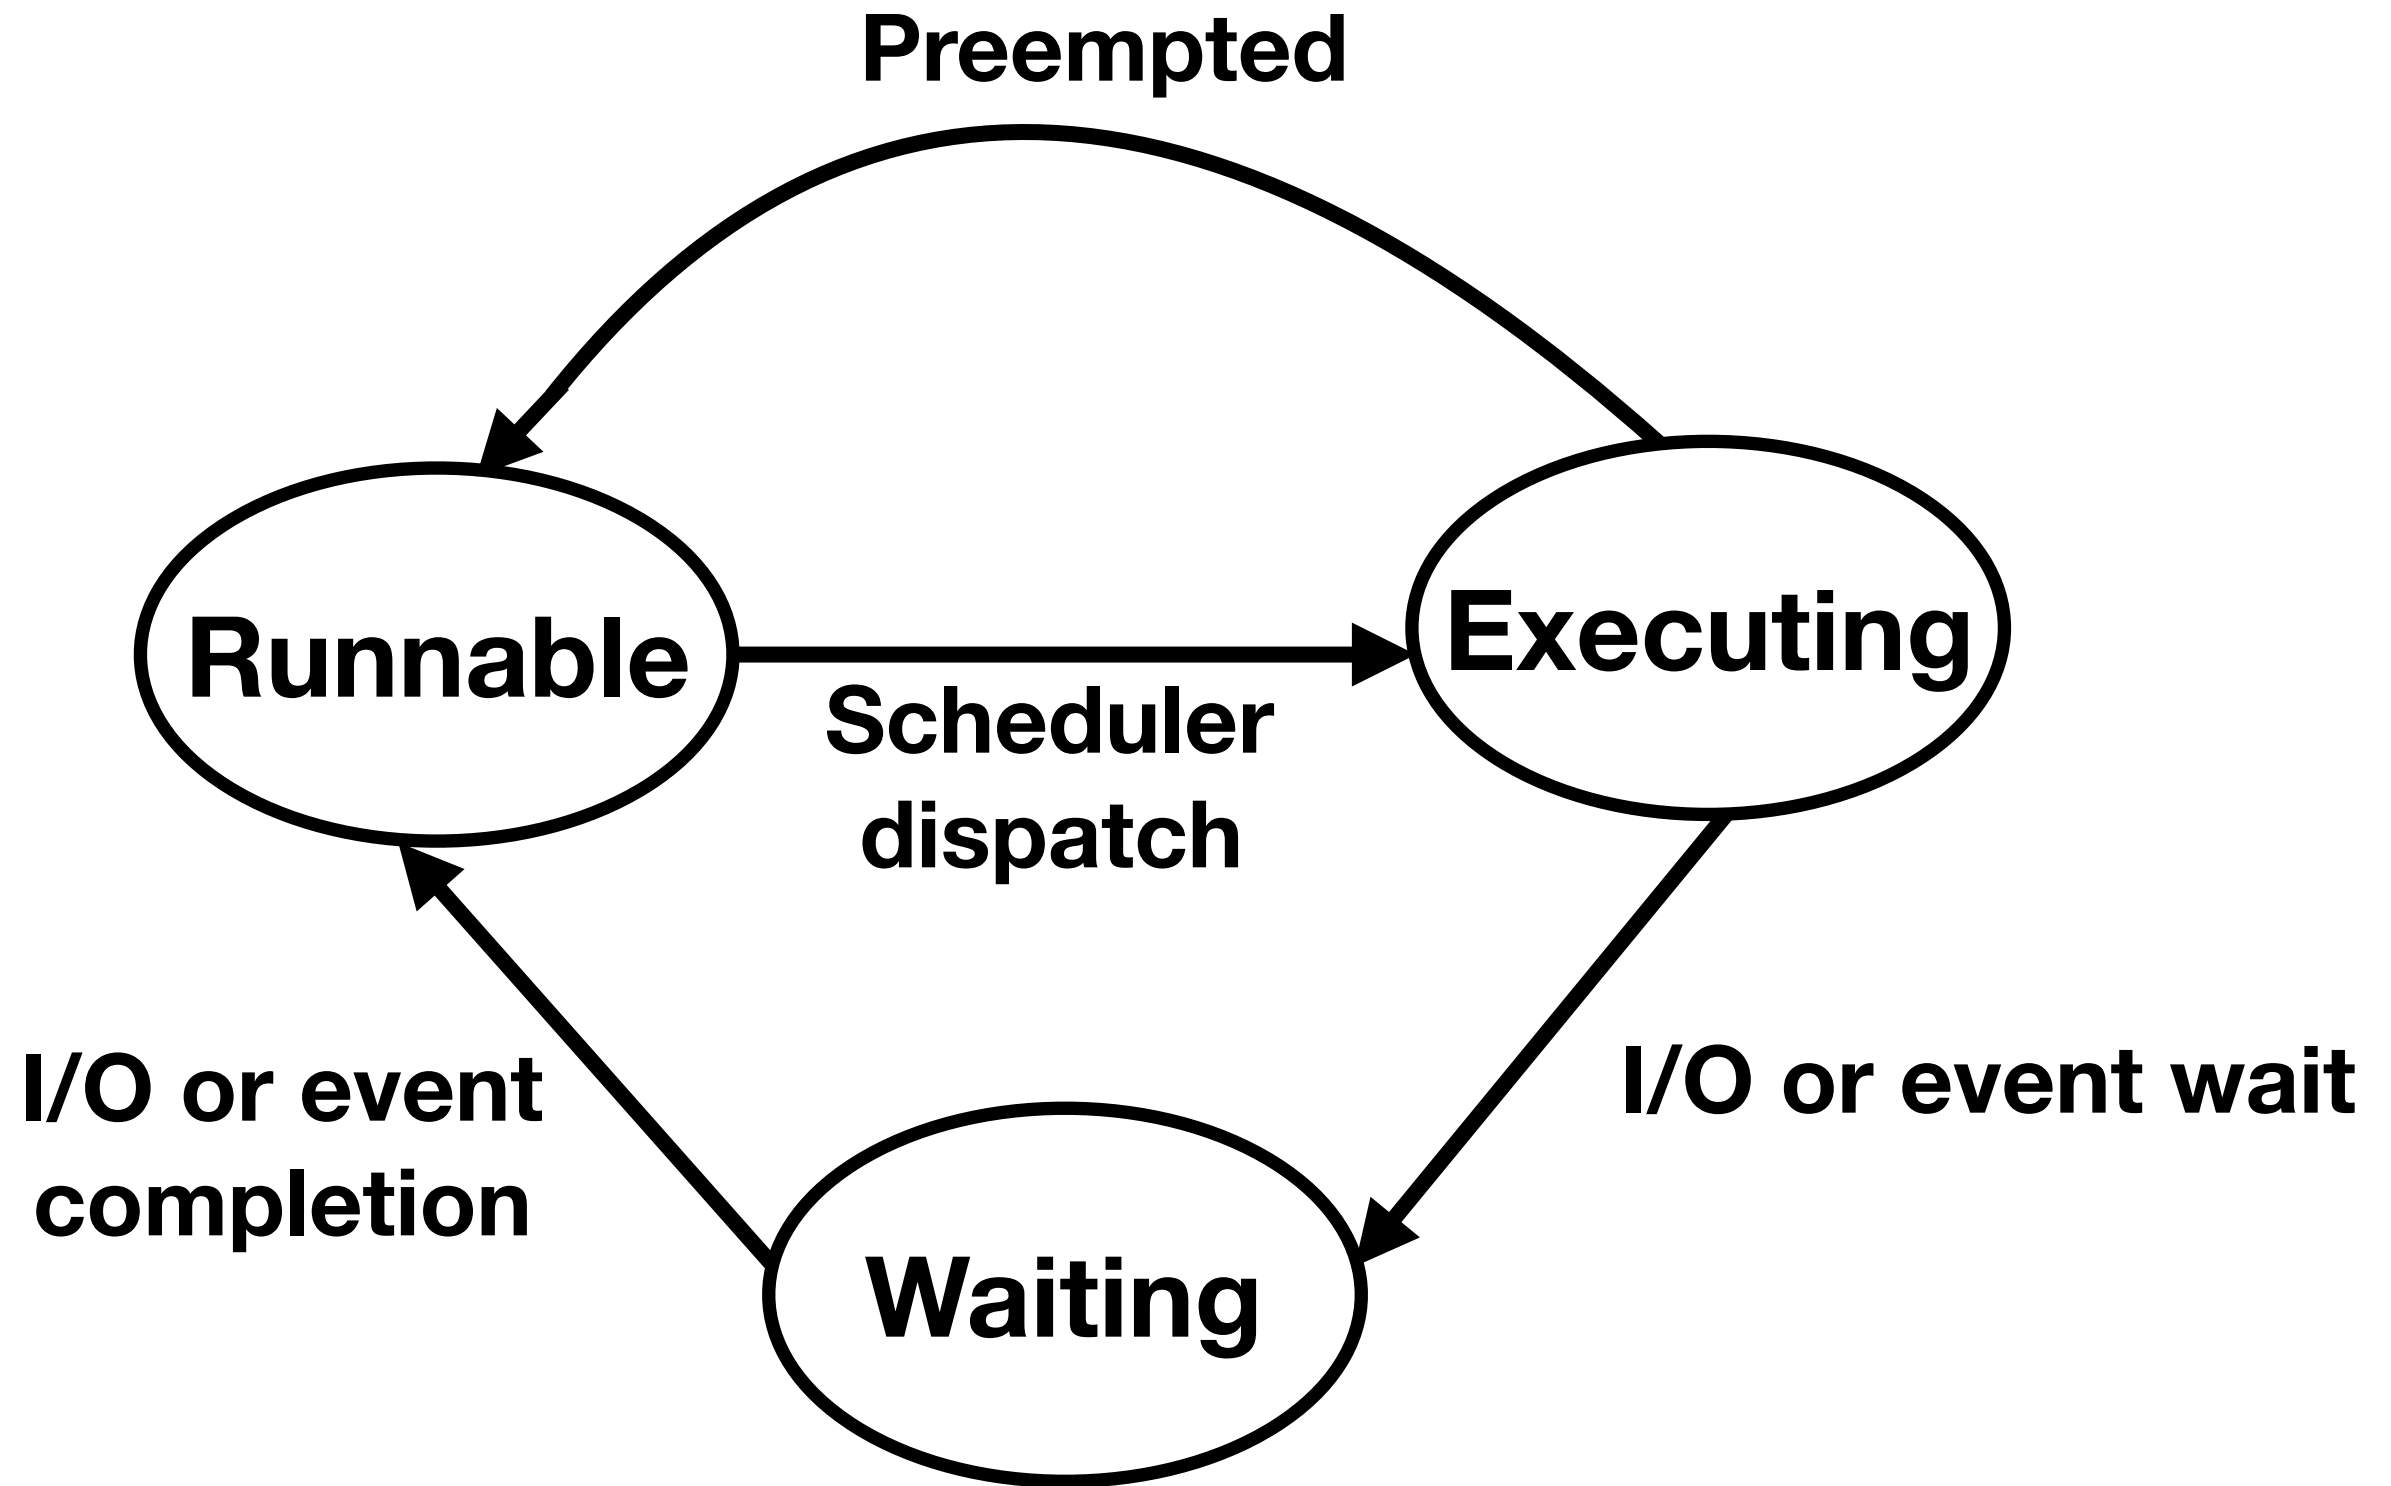 Preempted
Runnable
Executing
Scheduler
dispatch
I/O or event
completion
I/O or event wait
Waiting